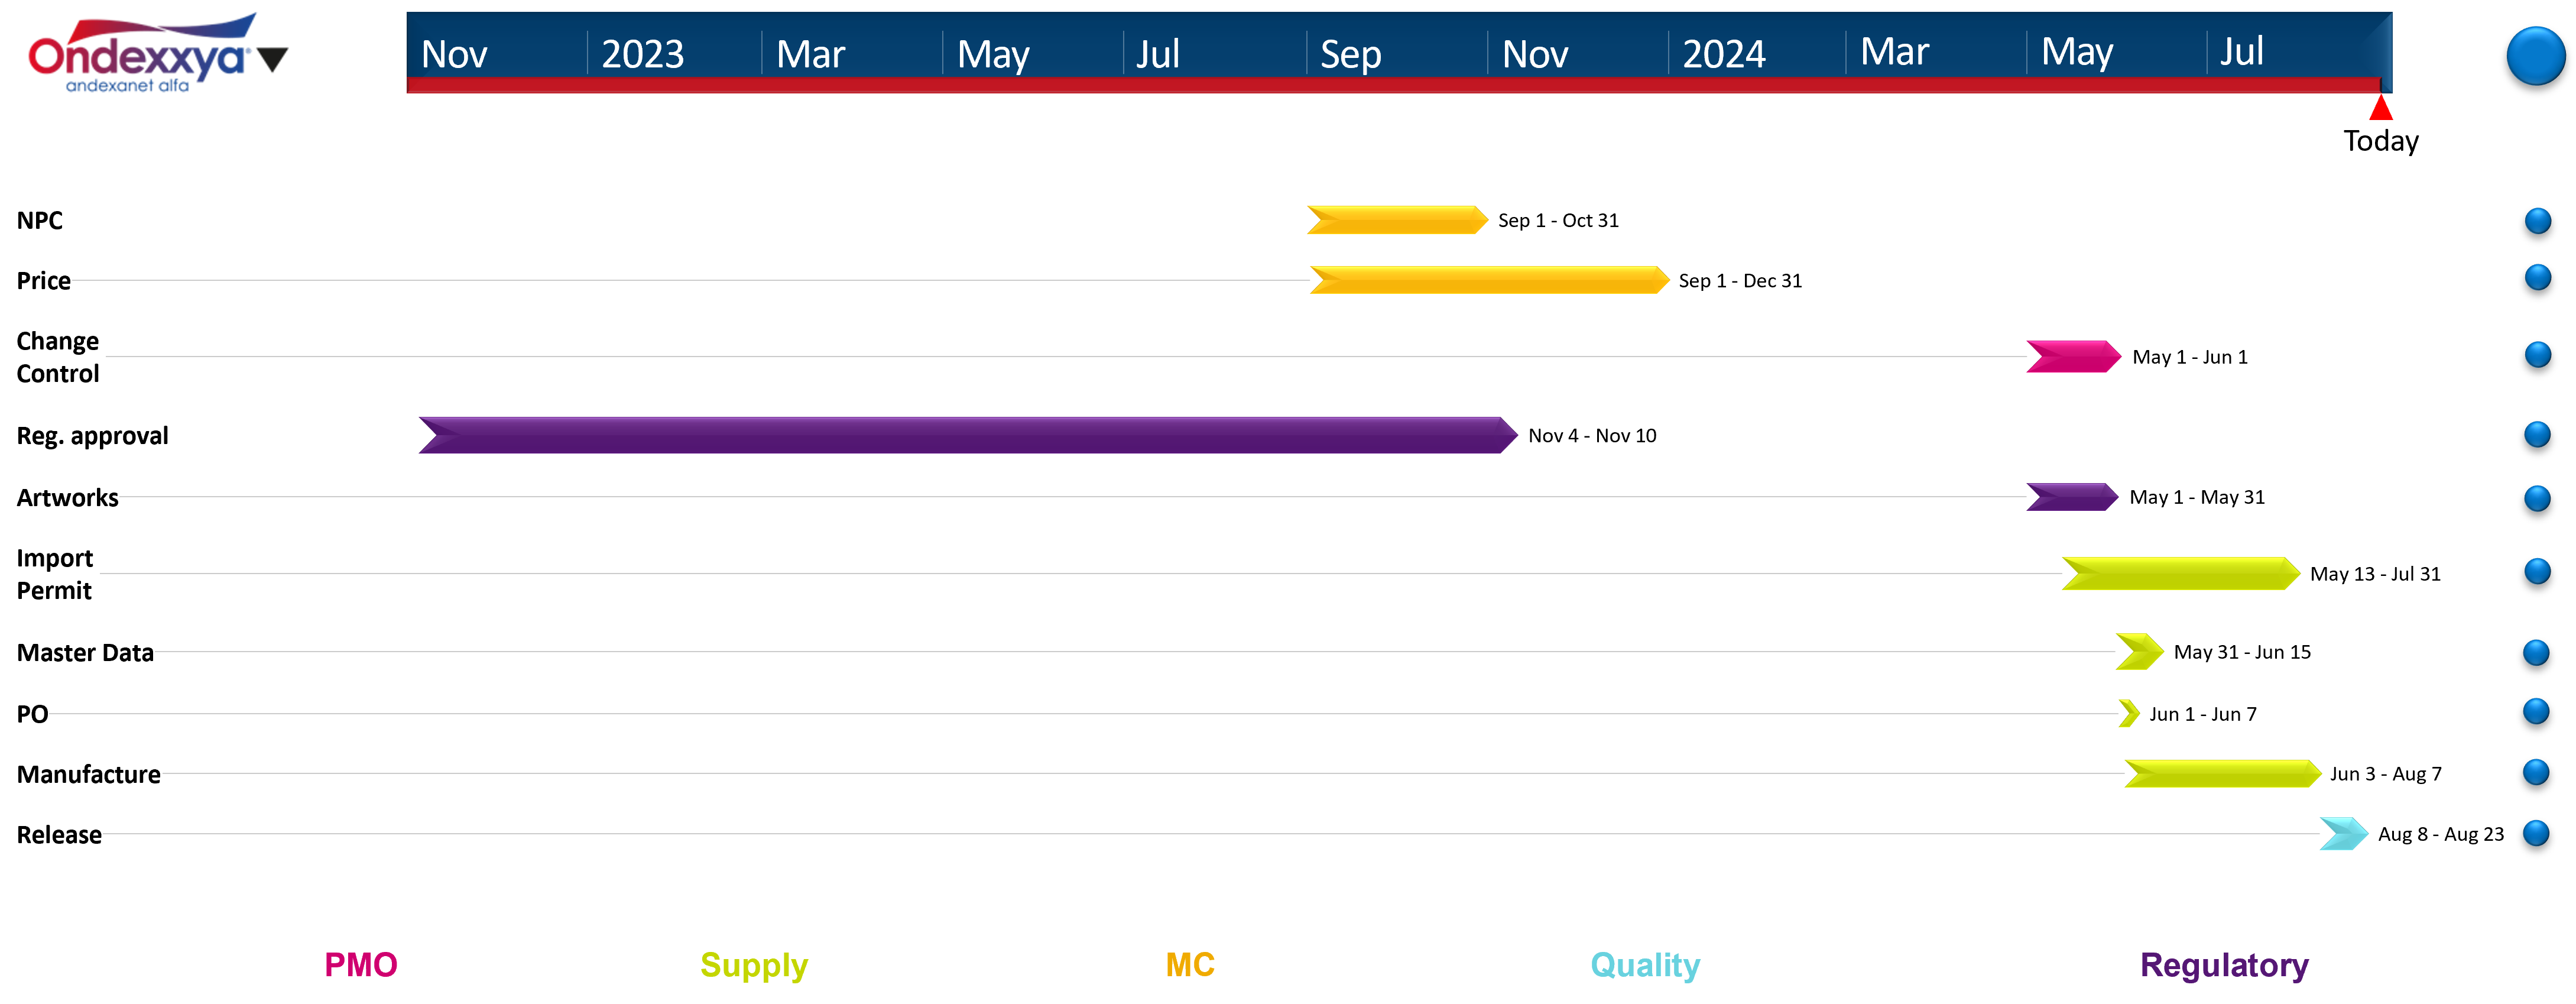 Ondexxya
andexanet alfa
Nov 2023 Mar May Jul Sep Nov 2024 Mar May Jul
Today
NPC Sep 1 - Oct 31
Price Sep 1 - Dec 31
Change
Control May 1 - Jun 1
Reg. approval Nov 4 - Nov 10
Artworks May 1 - May 31
Import
Permit May 13 - Jul 31
Master Data May 31 - Jun 15
PO Jun 1 - Jun 7
Manufacture Jun 3 - Aug 7
Release Aug 8 - Aug 23
PMO Supply MC Quality Regulatory